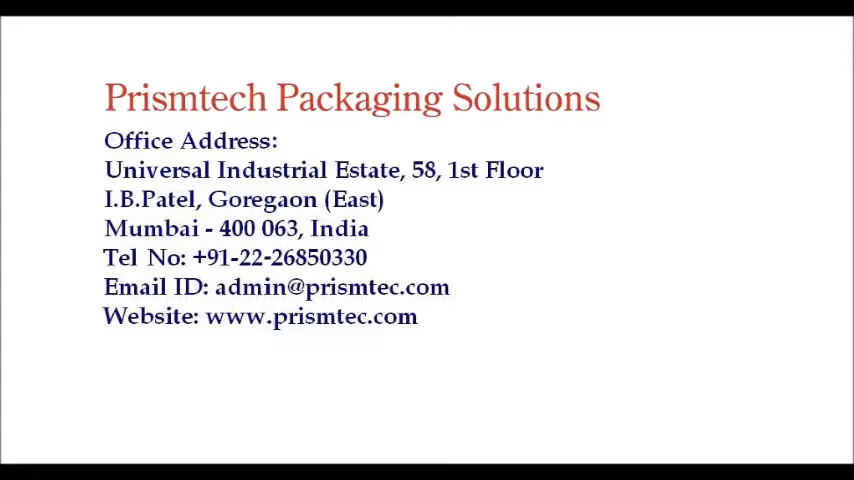 Prismtech Packaging Solutions
Office Address:
Universal Industrial Estate, 58, 1st Floor
I.B.Patel, Goregaon (East)
Mumbai - 400 063, India
Tel No: +91-22-26850330
Email ID: admin@prismtec.com
Website: www.prismtec.com